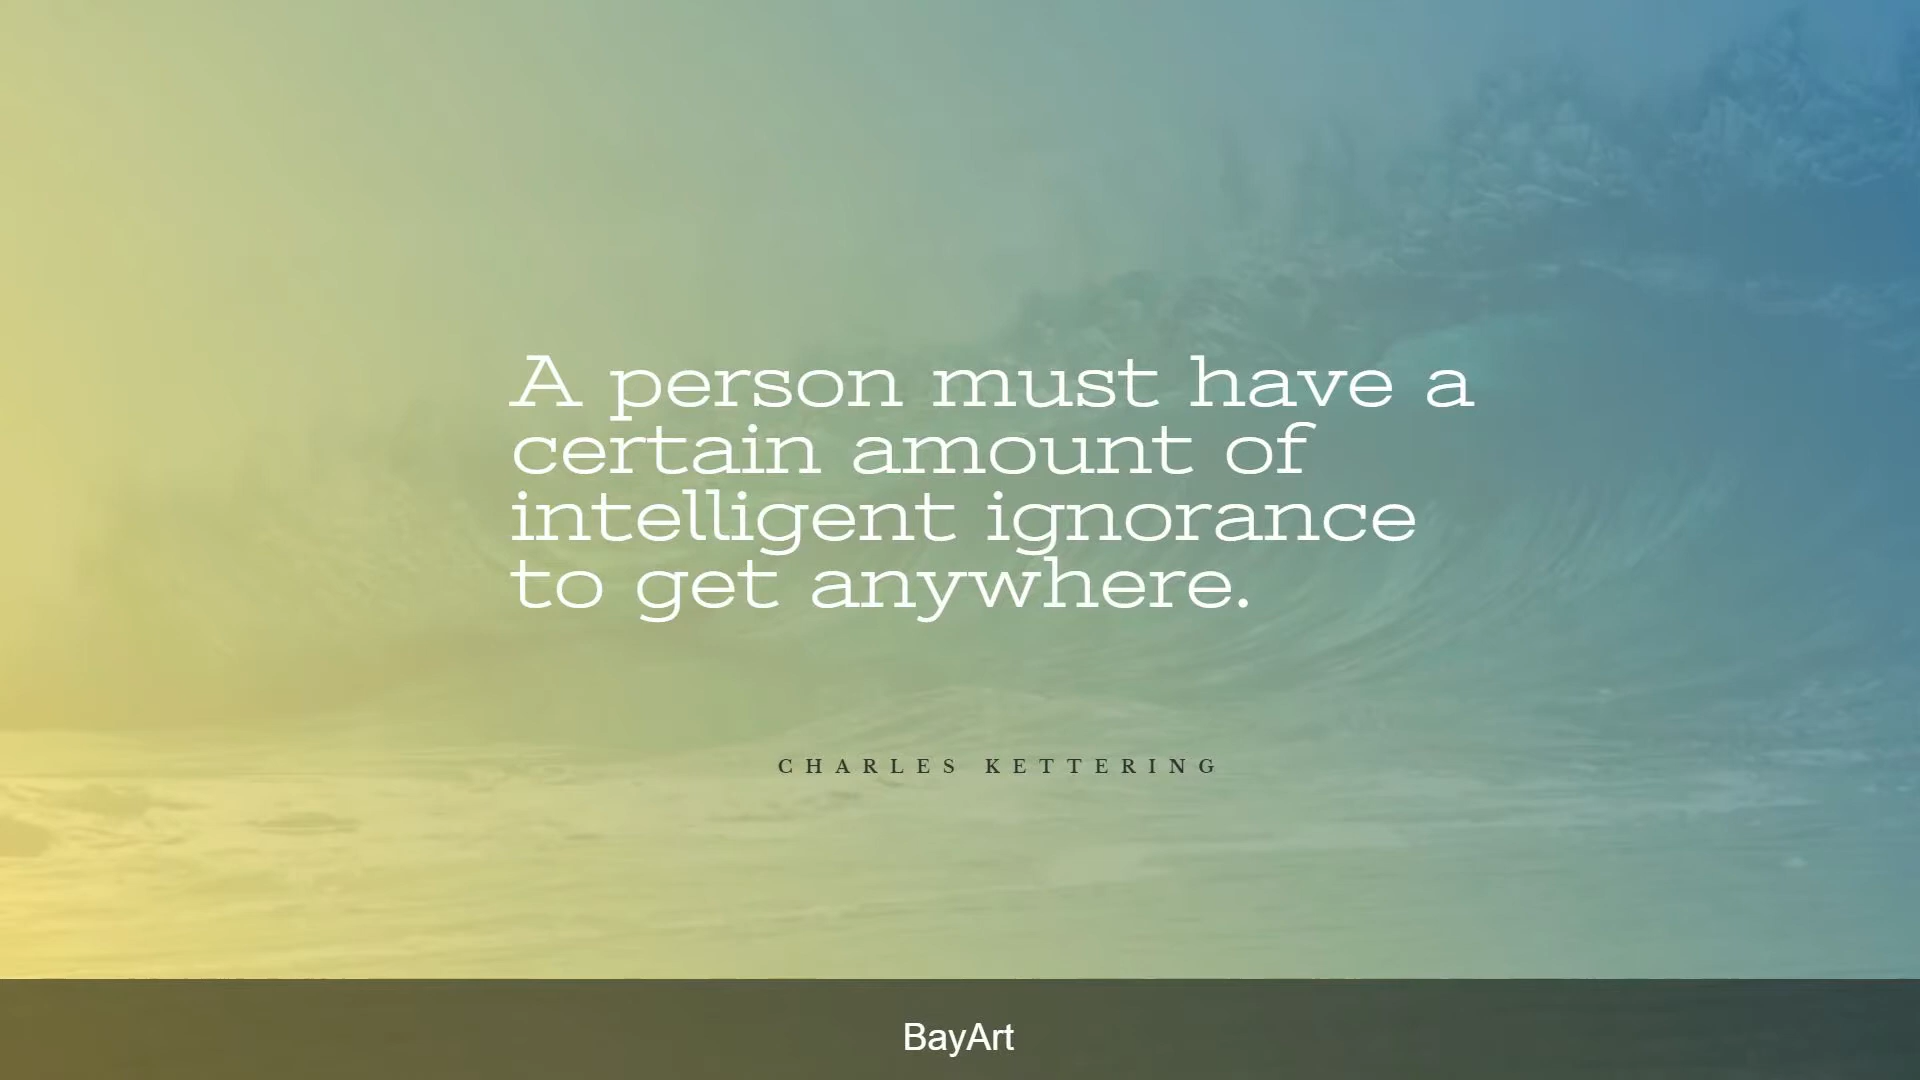 A person must have a
certain amount of
intelligent ignorance
to get anywhere.
CHARLES KETTERING
BayArt